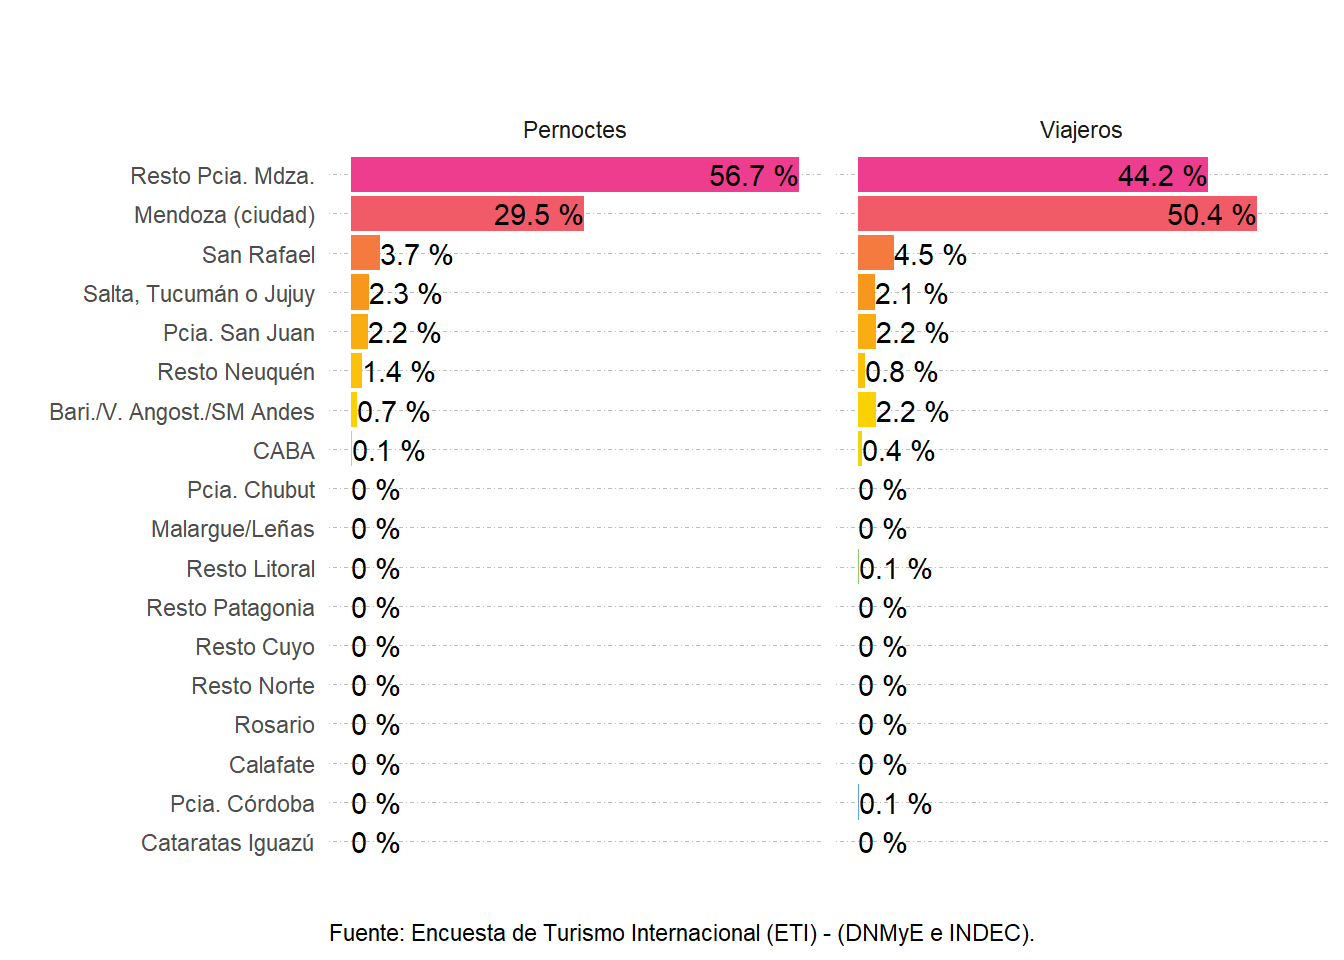 Pernoctes Viajeros
Resto Pcia. Mdza. 56.7 % 44.2 %
Mendoza (ciudad) 29.5 % 50.4 %
San Rafael 3.7 % 4.5 %
Salta, Tucumán o Jujuy 2.3 % 2.1 %
Pcia. San Juan 2.2 % 2.2 %
Resto Neuquén 1.4 % 0.8 %
Bari./V. Angost./SM Andes 0.7 % 2.2 %
CABA 0.1 % 0.4 %
Pcia. Chubut 0 % 0 %
Malargue/Leñas 0 % 0 %
Resto Litoral 0 % 0.1 %
Resto Patagonia 0 % 0 %
Resto Cuyo 0 % 0 %
Resto Norte 0 % 0 %
Rosario 0 % 0 %
Calafate 0 % 0 %
Pcia. Córdoba 0 % 0.1 %
Cataratas Iguazú 0 % 0 %
Fuente: Encuesta de Turismo Internacional (ETI) - (DNMyE e INDEC).